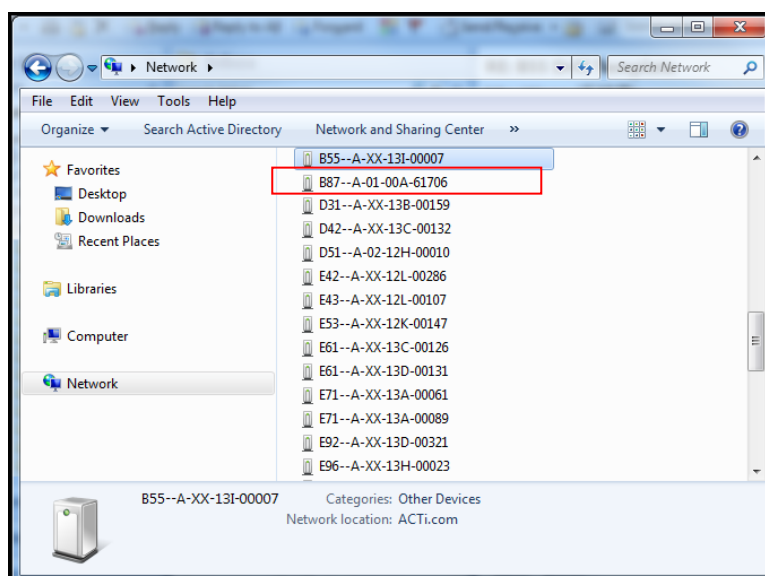 Network
Search Network
File Edit View Tools Help
Organize Search Active Directory Network and Sharing Center »
Favorites
Desktop
Downloads
Recent Places
Libraries
Computer
Network
B55--A-XX-13I-00007
B87--A-01-00A-61706
D31--A-XX-13B-00159
D42--A-XX-13C-00132
D51--A-02-12H-00010
E42--A-XX-12L-00286
E43--A-XX-12L-00107
E53--A-XX-12K-00147
E61--A-XX-13C-00126
E61--A-XX-13D-00131
E71--A-XX-13A-00061
E71--A-XX-13A-00089
E92--A-XX-13D-00321
E96--A-XX-13H-00023
B55--A-XX-13I-00007 Categories: Other Devices
Network location: ACTi.com